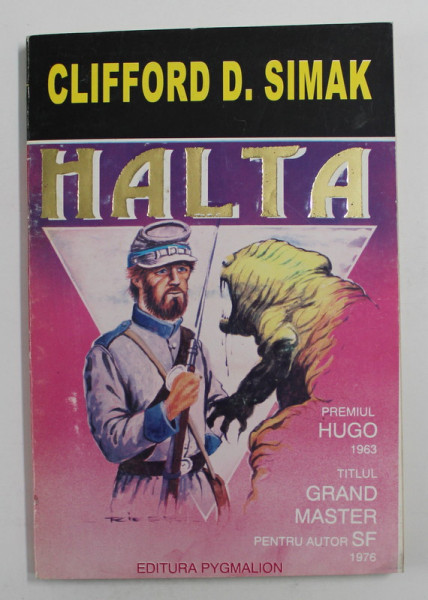 CLIFFORD D. SIMAK
HALTA
PREMIUL
HUGO
1963
TITLUL
GRAND
MASTER
PENTRU AUTOR SF
1976
EDITURA PYGMALION